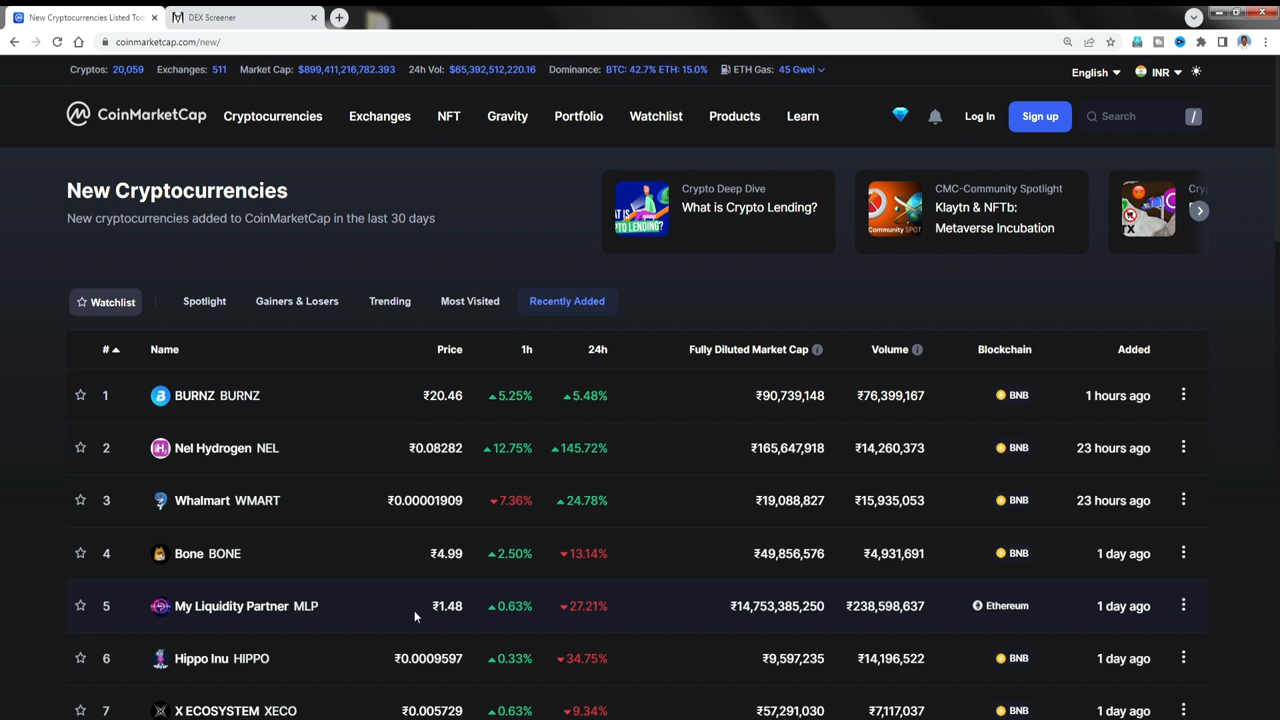 New Cryptocurrencies Listed Too
DEX Screener
coinmarketcap.com/new/
Cryptos: 20,059 Exchanges: 511 Market Cap: $899,411,216,782.393 24h Vol: $65,392,512,220.16 Dominance: BTC: 42.7% ETH: 15.0% ETH Gas: 45 Gwei
English INR
CoinMarketCap Cryptocurrencies Exchanges NFT Gravity Portfolio Watchlist Products Learn Log In Sign up Search /
New Cryptocurrencies
New cryptocurrencies added to CoinMarketCap in the last 30 days
Crypto Deep Dive
What is Crypto Lending?
CMC-Community Spotlight
Klaytn & NFTb:
Metaverse Incubation
Community SPOT
Watchlist Spotlight Gainers & Losers Trending Most Visited Recently Added
# Name Price 1h 24h Fully Diluted Market Cap Volume Blockchain Added
1 BURNZ BURNZ ₹20.46 5.25% 5.48% ₹90,739,148 ₹76,399,167 BNB 1 hours ago
2 Nel Hydrogen NEL ₹0.08282 12.75% 145.72% ₹165,647,918 ₹14,260,373 BNB 23 hours ago
3 Whalmart WMART ₹0.00001909 7.36% 24.78% ₹19,088,827 ₹15,935,053 BNB 23 hours ago
4 Bone BONE ₹4.99 2.50% 13.14% ₹49,856,576 ₹4,931,691 BNB 1 day ago
5 My Liquidity Partner MLP ₹1.48 0.63% 27.21% ₹14,753,385,250 ₹238,598,637 Ethereum 1 day ago
6 Hippo Inu HIPPO ₹0.0009597 0.33% 34.75% ₹9,597,235 ₹14,196,522 BNB 1 day ago
7 X ECOSYSTEM XECO ₹0.005729 0.63% 9.34% ₹57,291,030 ₹7,117,037 BNB 1 day ago